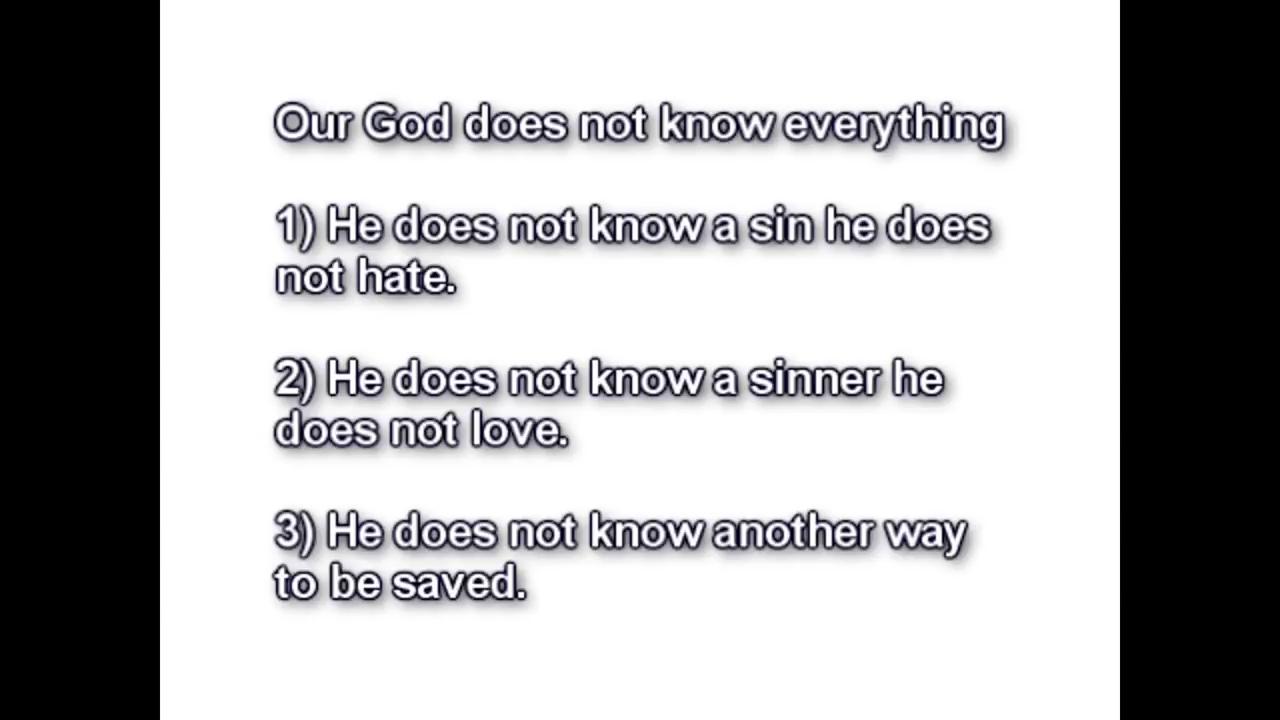 Our God does not know everything
1) He does not know a sin he does
not hate.
2) He does not know a sinner he
does not love.
3) He does not know another way
to be saved.